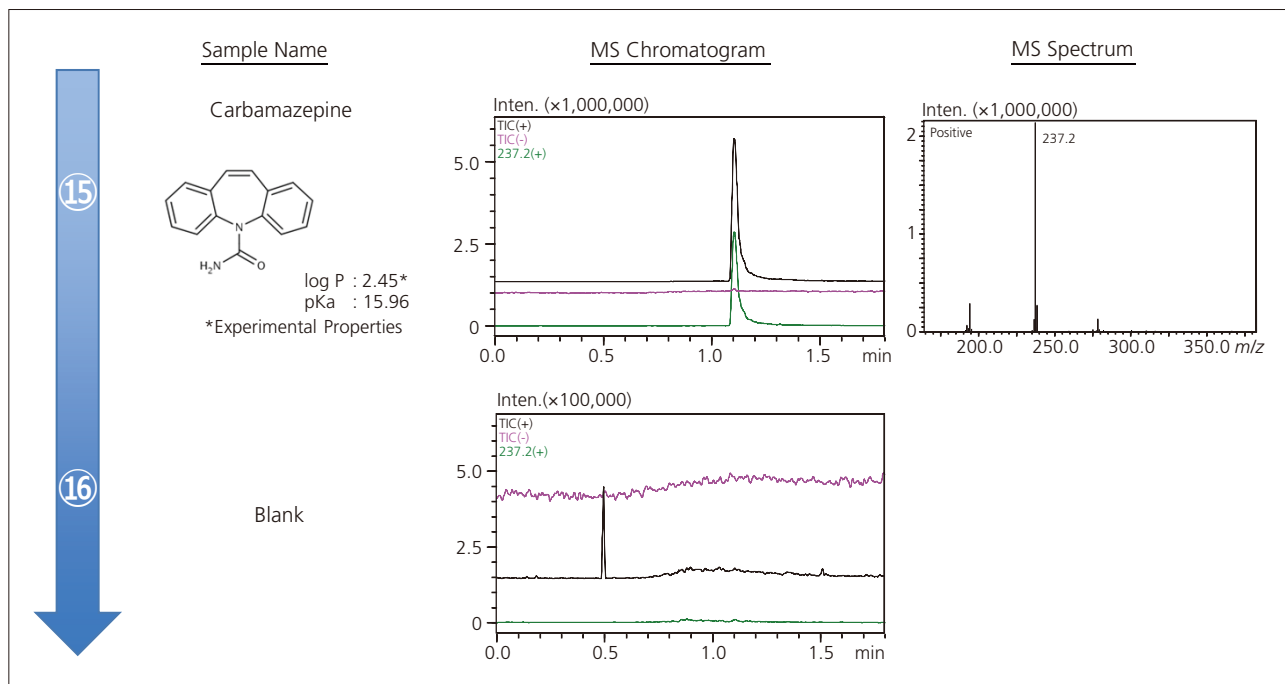 Sample Name
MS Chromatogram
MS Spectrum
⑮
Carbamazepine
N
H₂N
O
log P : 2.45*
pKa : 15.96
*Experimental Properties
Inten. (×1,000,000)
TIC(+)
TIC(-)
237.2(+)
5.0
2.5
0
0.0 0.5 1.0 1.5 min
Inten. (×1,000,000)
Positive
237.2
2
1
0
200.0 250.0 300.0 350.0 m/z
⑯
Blank
Inten.(×100,000)
TIC(+)
TIC(-)
237.2(+)
5.0
2.5
0
0.0 0.5 1.0 1.5 min